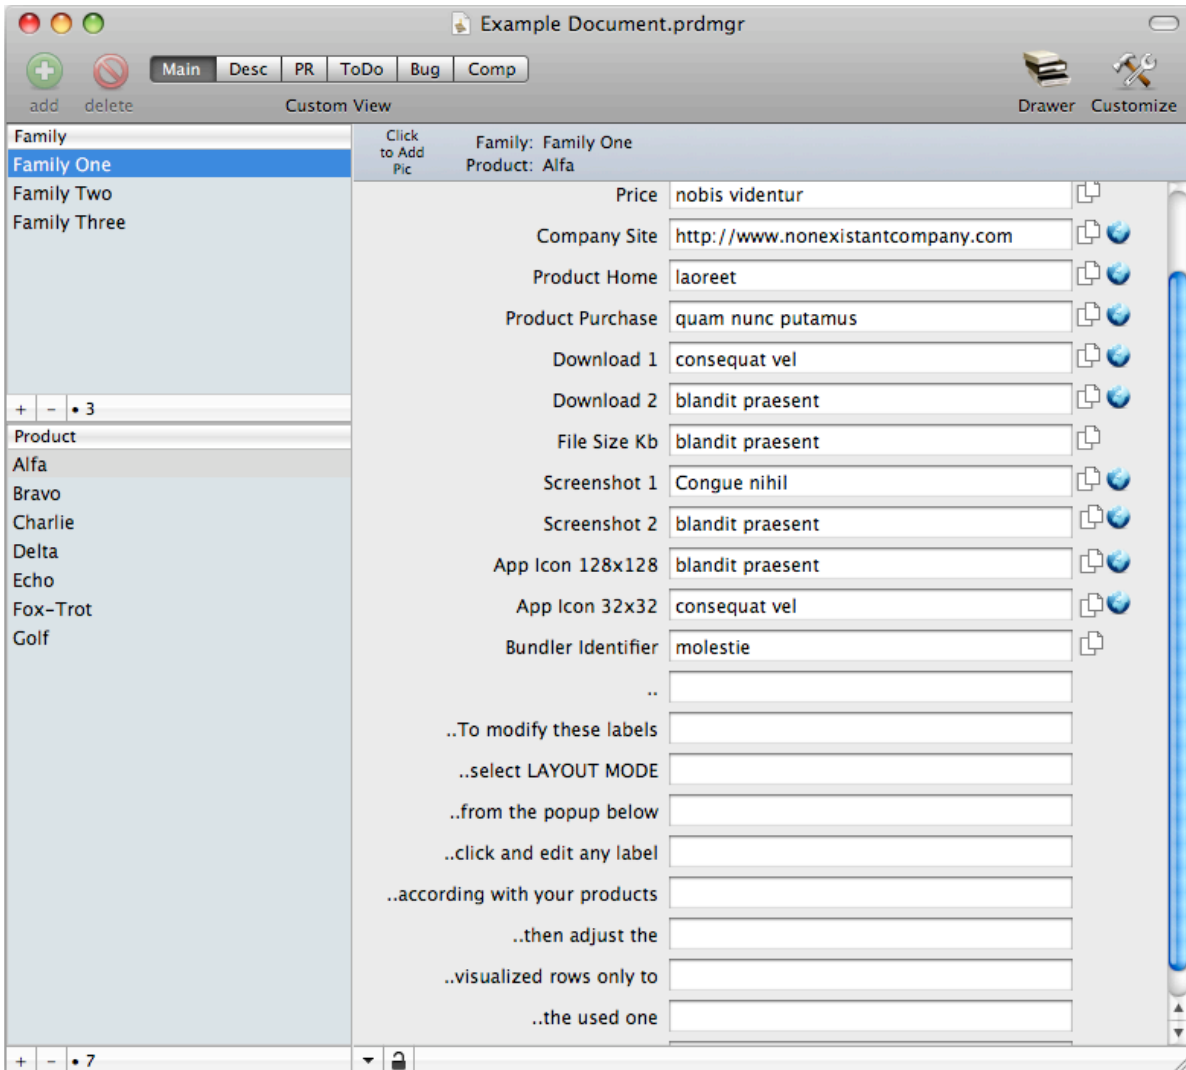 Example Document.prdmgr
Main Desc PR ToDo Bug Comp
add delete Custom View Drawer Customize
Family
Family One
Family Two
Family Three
+ - • 3
Product
Alfa
Bravo
Charlie
Delta
Echo
Fox-Trot
Golf
+ - • 7
Click
to Add
Pic
Family: Family One
Product: Alfa
Price nobis videntur
Company Site http://www.nonexistantcompany.com
Product Home laoreet
Product Purchase quam nunc putamus
Download 1 consequat vel
Download 2 blandit praesent
File Size Kb blandit praesent
Screenshot 1 Congue nihil
Screenshot 2 blandit praesent
App Icon 128x128 blandit praesent
App Icon 32x32 consequat vel
Bundler Identifier molestie
..
..To modify these labels
..select LAYOUT MODE
..from the popup below
..click and edit any label
..according with your products
..then adjust the
..visualized rows only to
..the used one